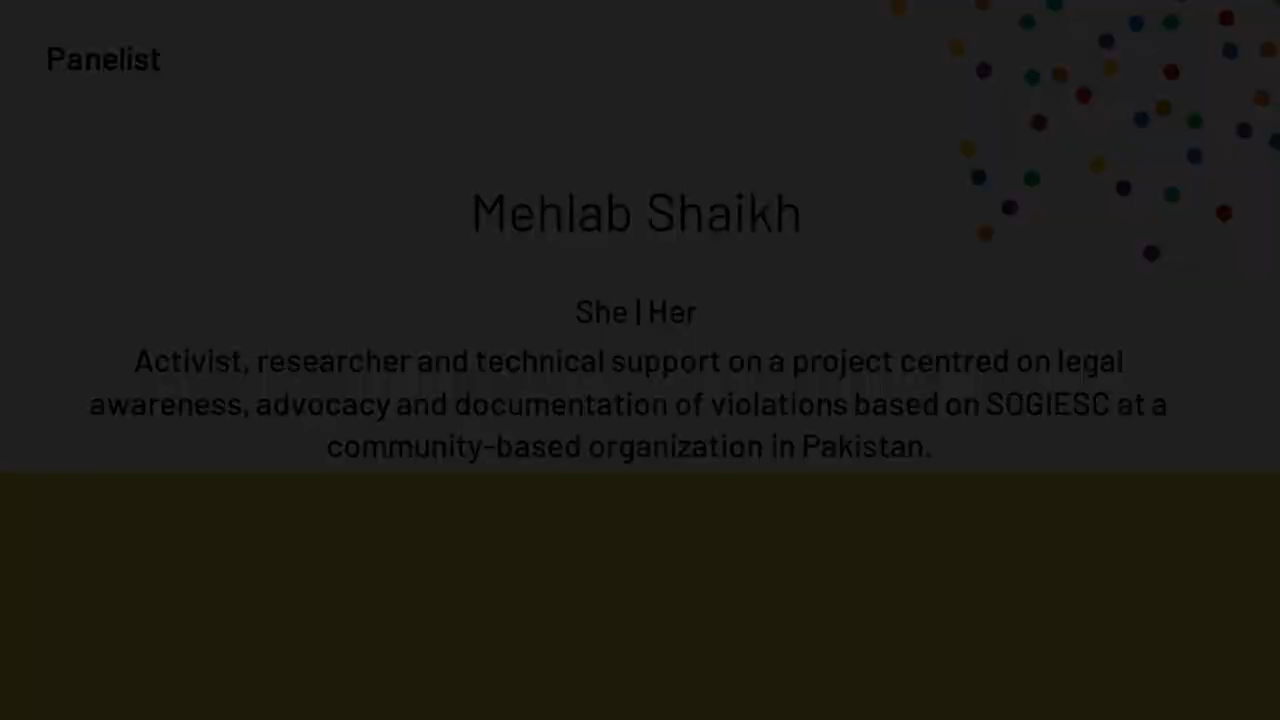 Panelist
Mehlab Shaikh
She | Her
Activist, researcher and technical support on a project centred on legal
awareness, advocacy and documentation of violations based on SOGIESC at a
community-based organization in Pakistan.